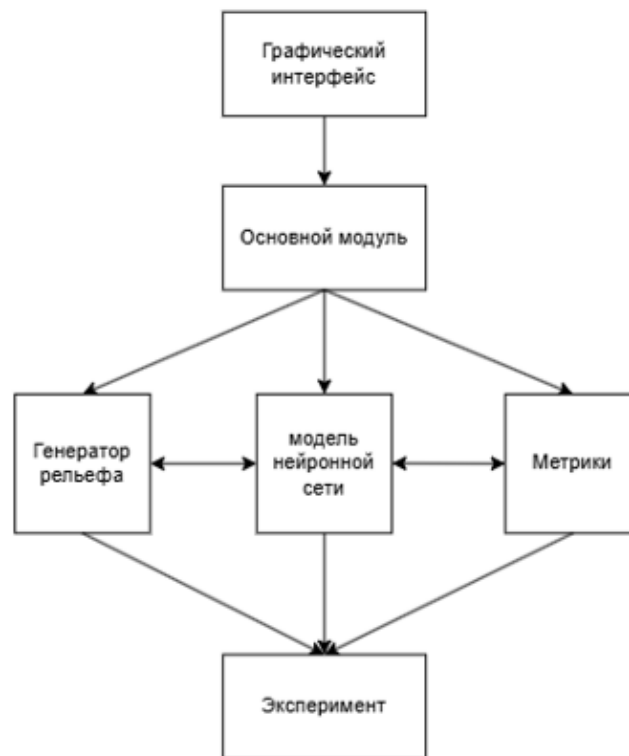 Графический
интерфейс
Основной модуль
Генератор
рельефа
модель
нейронной
сети
Метрики
Эксперимент